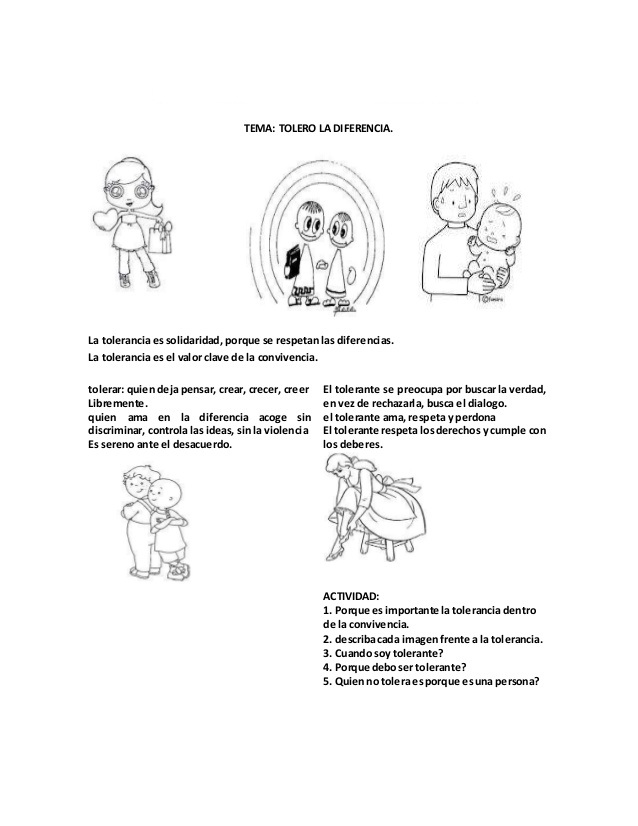 TEMA: TOLERO LA DIFERENCIA.
La tolerancia es solidaridad, porque se respetan las diferencias.
La tolerancia es el valor clave de la convivencia.
tolerar: quien deja pensar, crear, crecer, creer
Libremente.
quien ama en la diferencia acoge sin
discriminar, controla las ideas, sin la violencia
Es sereno ante el desacuerdo.
El tolerante se preocupa por buscar la verdad,
en vez de rechazarla, busca el dialogo.
el tolerante ama, respeta y perdona
El tolerante respeta los derechos y cumple con
los deberes.
ACTIVIDAD:
1. Porque es importante la tolerancia dentro
de la convivencia.
2. describa cada imagen frente a la tolerancia.
3. Cuando soy tolerante?
4. Porque debo ser tolerante?
5. Quien no tolera es porque es una persona?